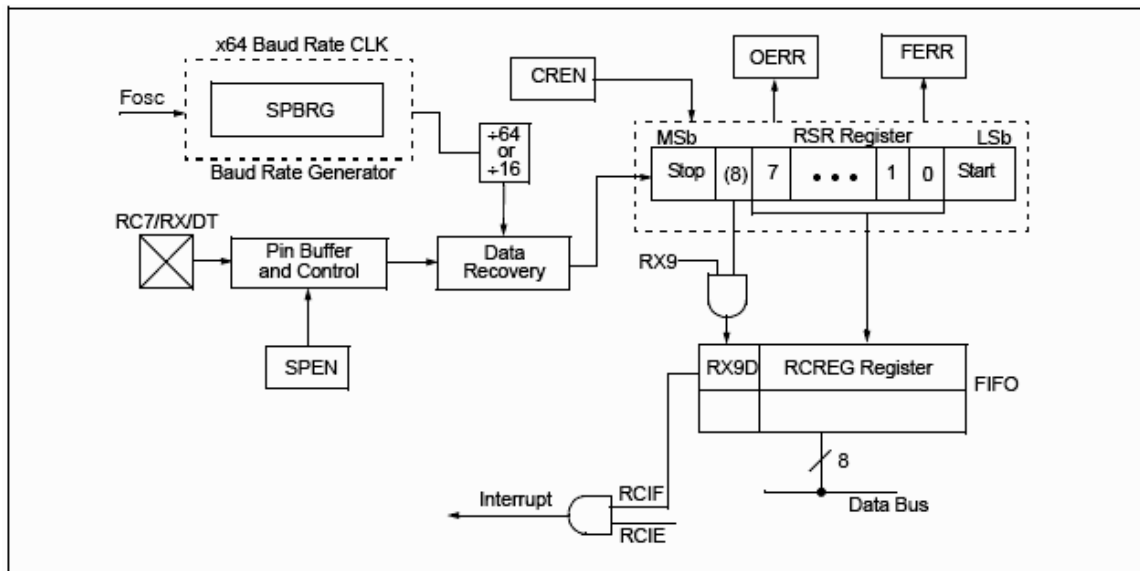 x64 Baud Rate CLK
Fosc
SPBRG
Baud Rate Generator
÷64
or
÷16
CREN
OERR
FERR
MSb
RSR Register
LSb
Stop
(8)
7
• • •
1
0
Start
RC7/RX/DT
Pin Buffer
and Control
Data
Recovery
SPEN
RX9
RX9D
RCREG Register
FIFO
8
Data Bus
Interrupt
RCIF
RCIE